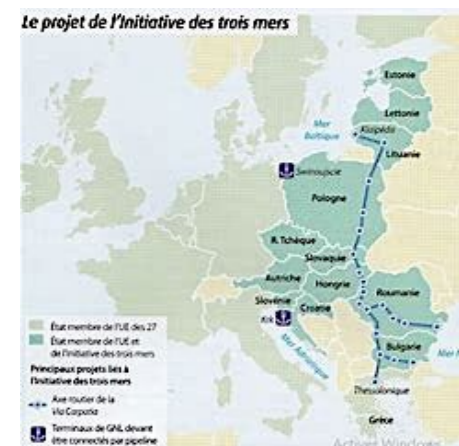 Le projet de l'Initiative des trois mers
Estonie
Lettonie
Mer
Baltique
Klaipéda
Lituanie
Swinoujscie
Pologne
R. Tchèque
Slovaquie
Autriche
Hongrie
Slovénie
Croatie
Roumanie
Krk
Mer Adriatique
Bulgarie
Mer
Thessalonique
Grèce
État membre de l'UE des 27
État membre de l'UE et
de l'Initiative des trois mers
Principaux projets liés à
l'Initiative des trois mers
Axe routier de la
Via Carpatia
Terminaux de GNL devant
être connectés par pipeline
Activer Windows